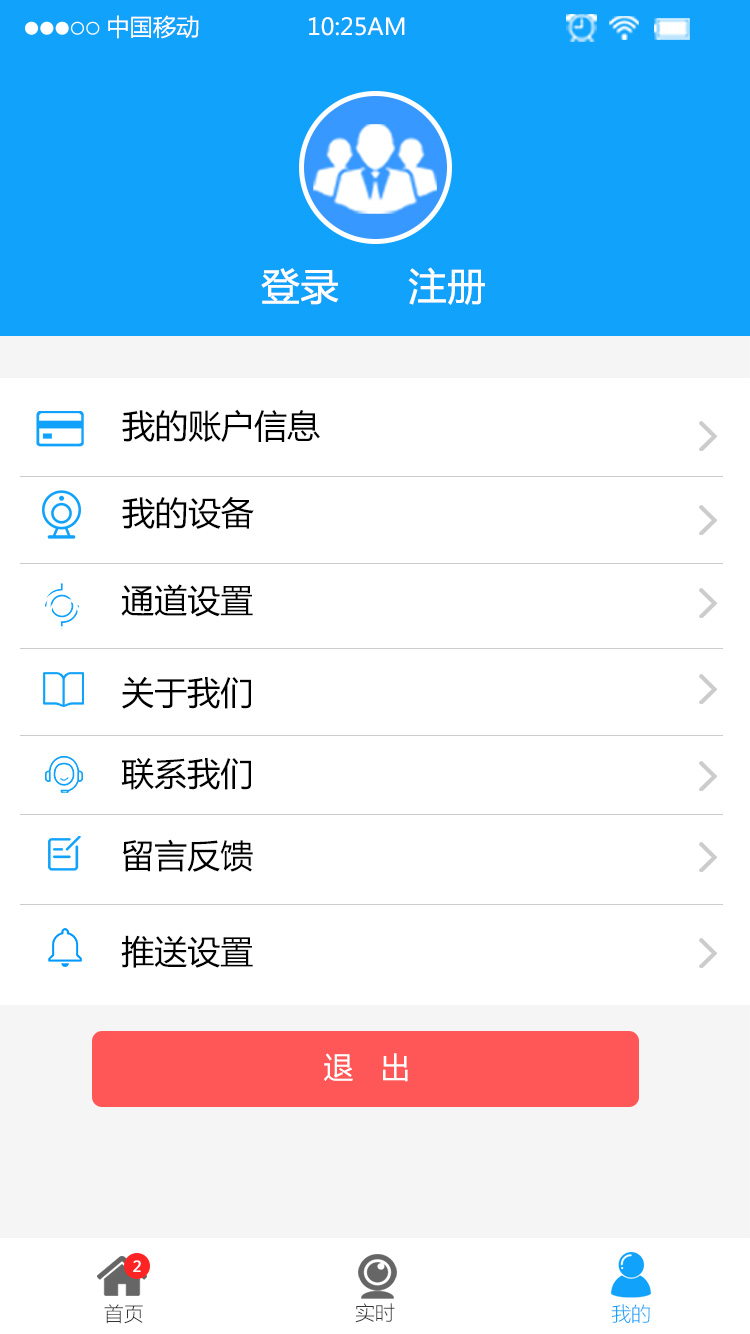 中国移动 10:25AM
登录 注册
我的账户信息
我的设备
通道设置
关于我们
联系我们
留言反馈
推送设置
退 出
2
首页 实时 我的